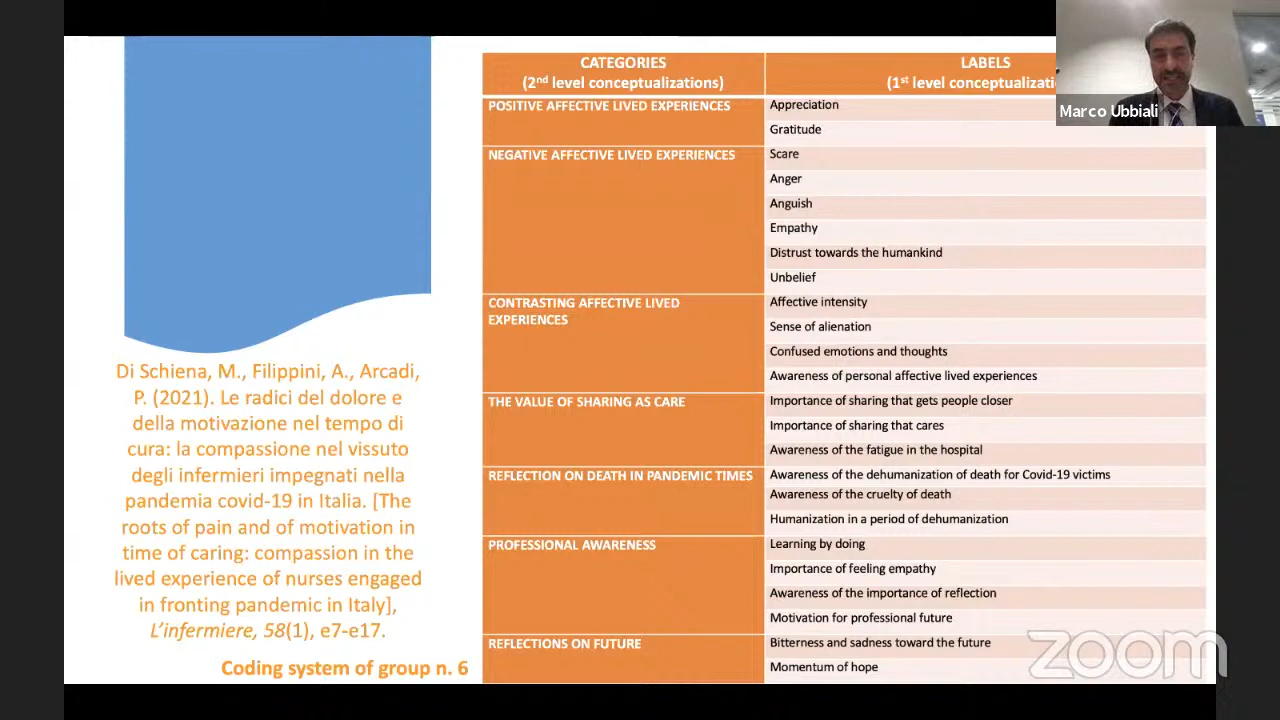 CATEGORIES
(2nd level conceptualizations)
LABELS
(1st level
Marco Ubbiali
POSITIVE AFFECTIVE LIVED EXPERIENCES
Appreciation
Gratitude
NEGATIVE AFFECTIVE LIVED EXPERIENCES
Scare
Anger
Anguish
Empathy
Distrust towards the humankind
Unbelief
CONTRASTING AFFECTIVE LIVED
EXPERIENCES
Affective intensity
Sense of alienation
Confused emotions and thoughts
Awareness of personal affective lived experiences
THE VALUE OF SHARING AS CARE
Importance of sharing that gets people closer
Importance of sharing that cares
Awareness of the fatigue in the hospital
REFLECTION ON DEATH IN PANDEMIC TIMES
Awareness of the dehumanization of death for Covid-19 victims
Awareness of the cruelty of death
Humanization in a period of dehumanization
PROFESSIONAL AWARENESS
Learning by doing
Importance of feeling empathy
Awareness of the importance of reflection
Motivation for professional future
REFLECTIONS ON FUTURE
Bitterness and sadness toward the future
Momentum of hope
Di Schiena, M., Filippini, A., Arcadi,
P. (2021). Le radici del dolore e
della motivazione nel tempo di
cura: la compassione nel vissuto
degli infermieri impegnati nella
pandemia covid-19 in Italia. [The
roots of pain and of motivation in
time of caring: compassion in the
lived experience of nurses engaged
in fronting pandemic in Italy],
L'infermiere, 58(1), e7-e17.
Coding system of group n. 6
zoom